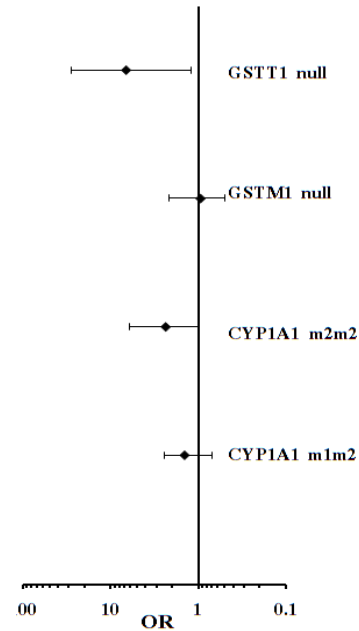 GSTT1 null
GSTM1 null
CYP1A1 m2m2
CYP1A1 m1m2
00 10 1 0.1
OR